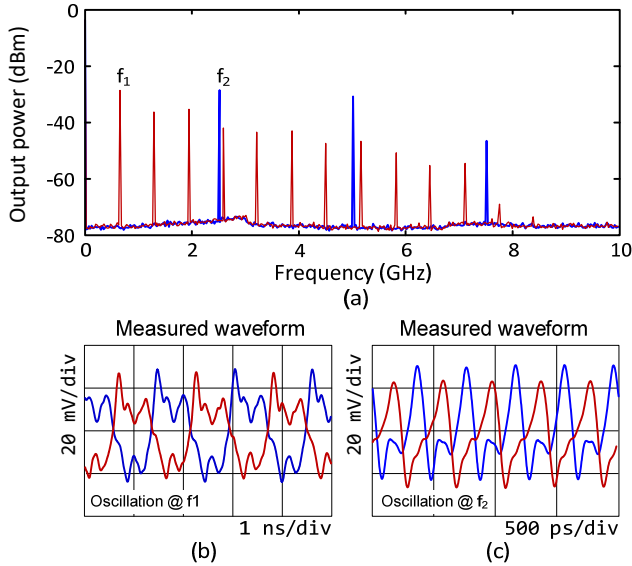 0
-20
-40
-60
-80
Output power (dBm)
f₁ f₂
0 2 4 6 8 10
Frequency (GHz)
(a)
Measured waveform
20 mV/div
Oscillation @ f1
1 ns/div
(b)
Measured waveform
20 mV/div
Oscillation @ f₂
500 ps/div
(c)